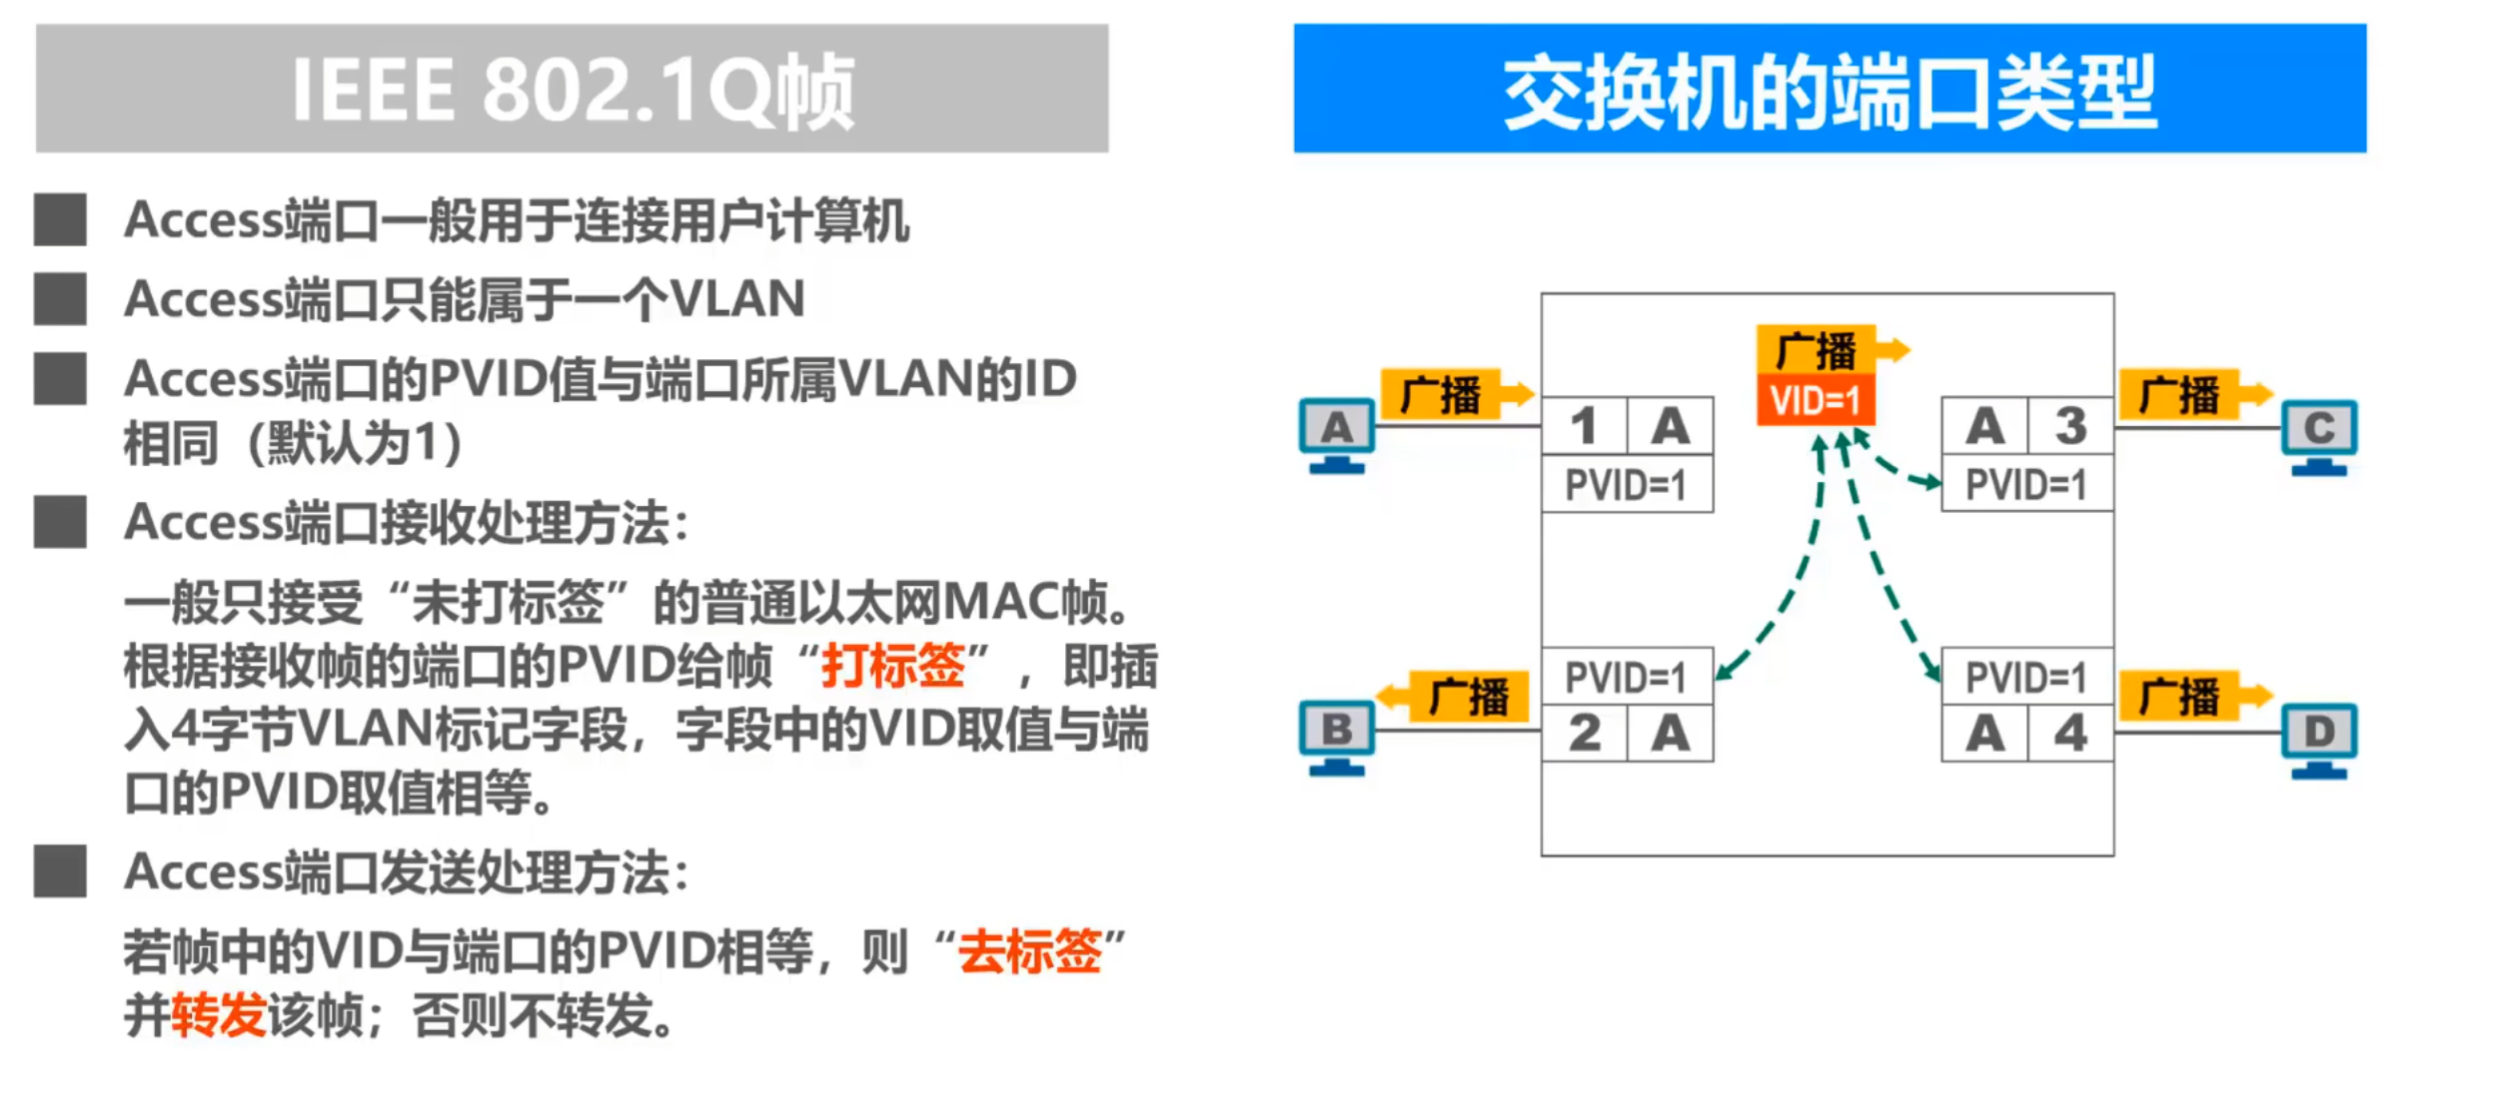 IEEE 802.1Q帧
交换机的端口类型
Access端口一般用于连接用户计算机
Access端口只能属于一个VLAN
Access端口的PVID值与端口所属VLAN的ID
相同（默认为1）
Access端口接收处理方法：
一般只接受“未打标签”的普通以太网MAC帧。
根据接收帧的端口的PVID给帧“打标签”，即插
入4字节VLAN标记字段，字段中的VID取值与端
口的PVID取值相等。
Access端口发送处理方法：
若帧中的VID与端口的PVID相等，则“去标签”
并转发该帧；否则不转发。
广播
VID=1
广播
A
1 A
PVID=1
广播
C
A 3
PVID=1
广播
B
PVID=1
2 A
广播
D
PVID=1
A 4